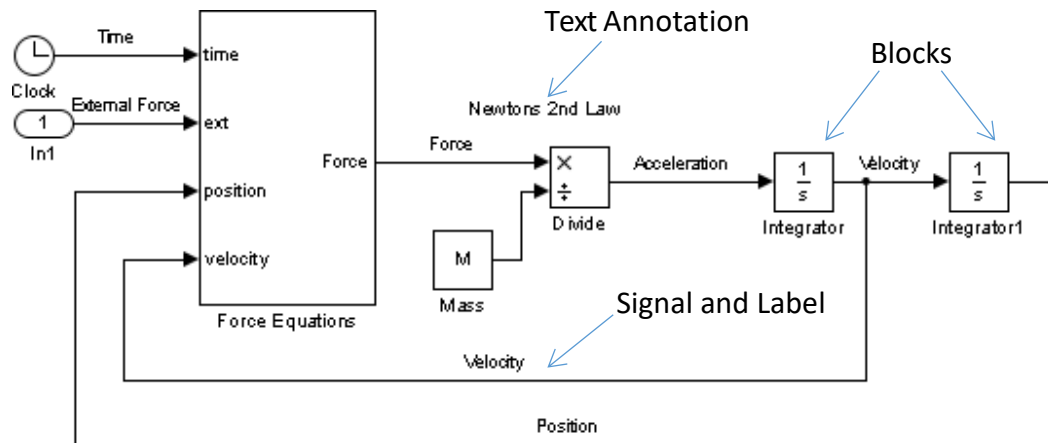 Text Annotation
Blocks
Time
time
Clock
External Force
1
ext
In1
Newtons 2nd Law
Force
Force
×
÷
Divide
Acceleration
1
s
Integrator
Velocity
1
s
Integrator1
position
velocity
M
Mass
Force Equations
Signal and Label
Velocity
Position